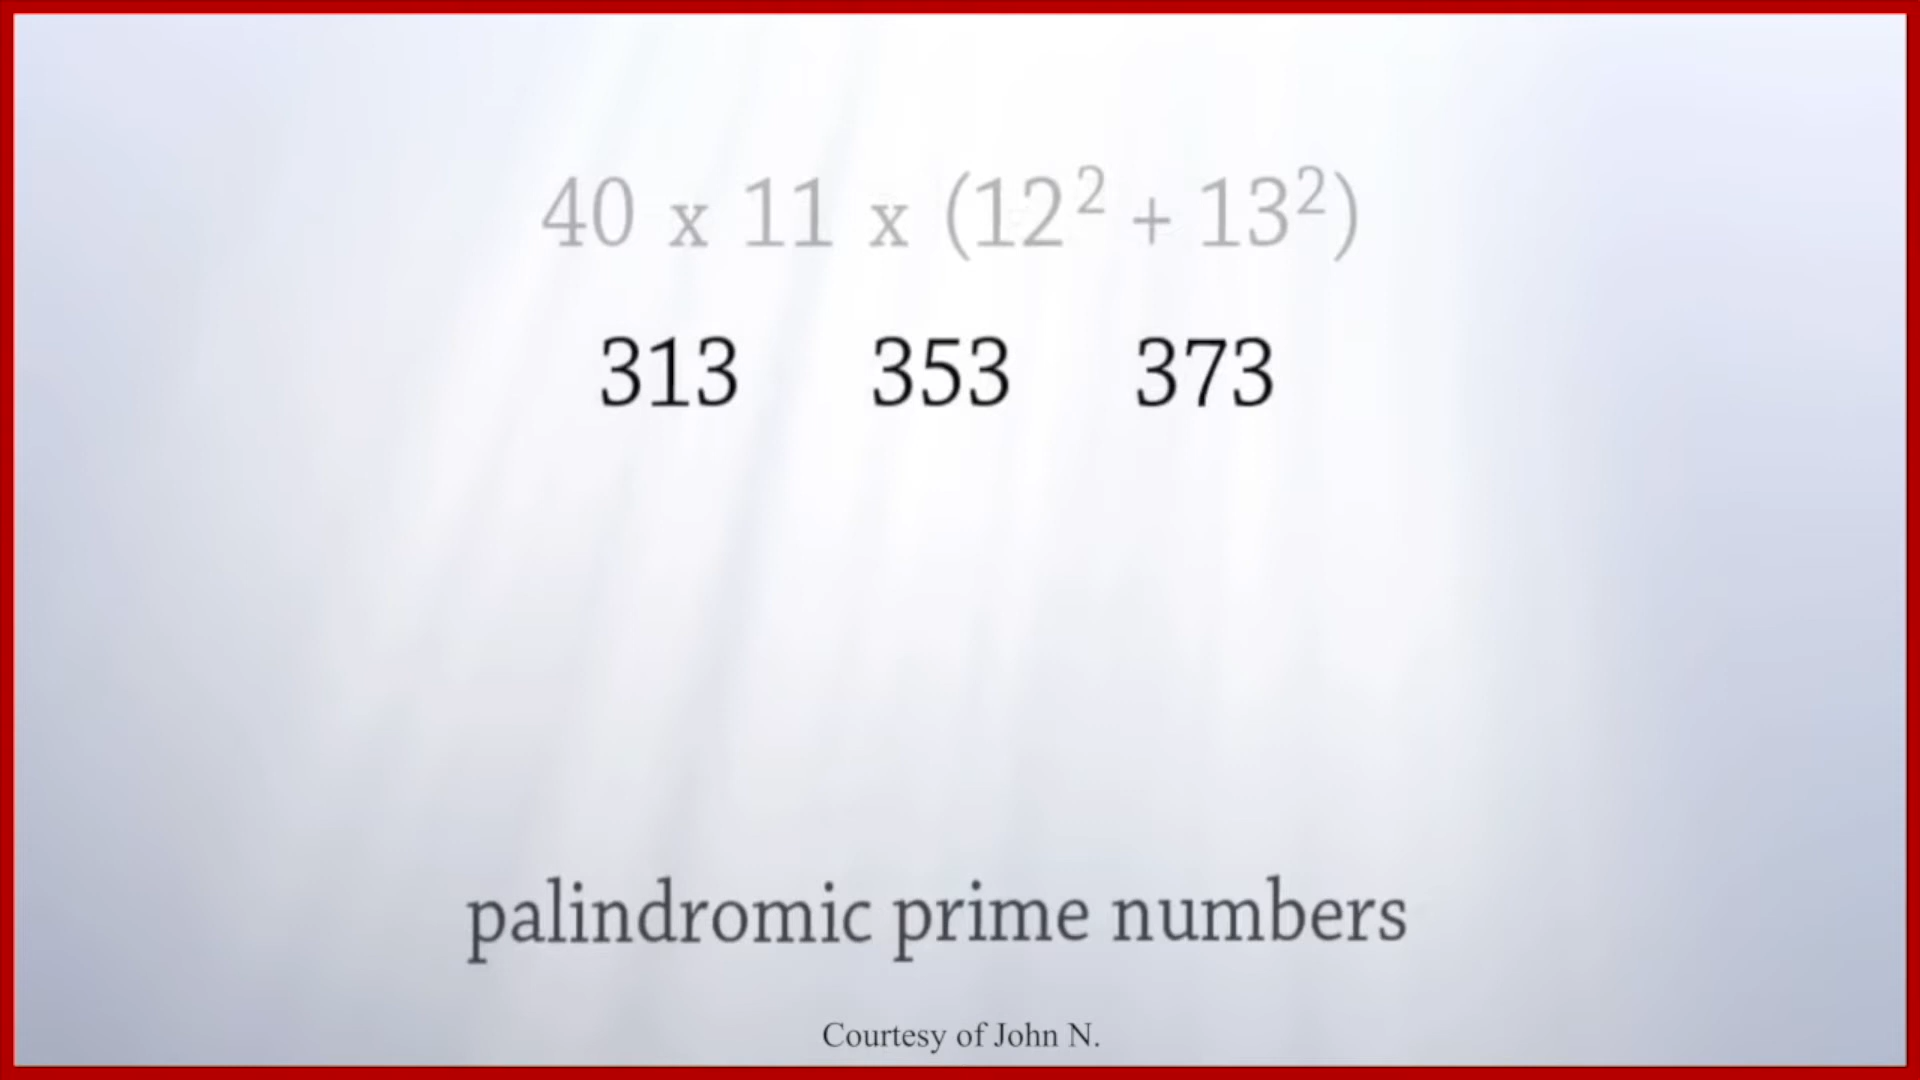 40 x 11 x (12² + 13²)
313 353 373
palindromic prime numbers
Courtesy of John N.